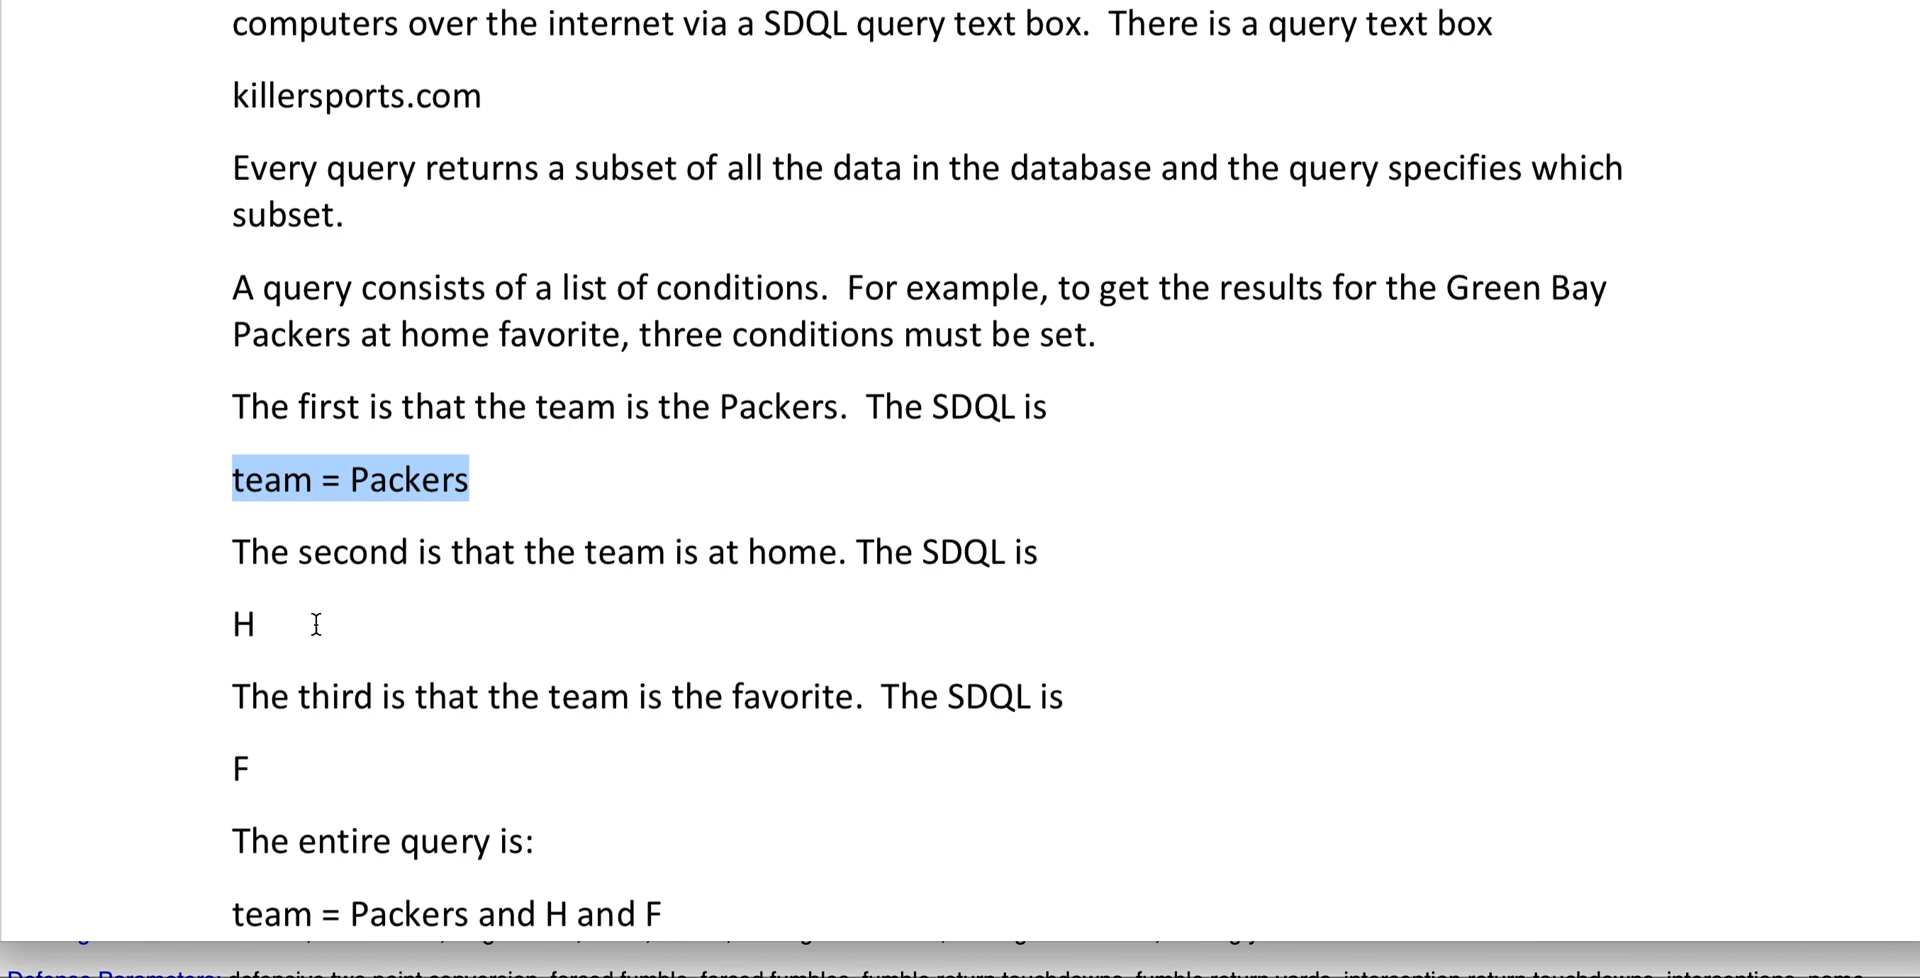 computers over the internet via a SDQL query text box.  There is a query text box
killersports.com
Every query returns a subset of all the data in the database and the query specifies which
subset.
A query consists of a list of conditions.  For example, to get the results for the Green Bay
Packers at home favorite, three conditions must be set.
The first is that the team is the Packers.  The SDQL is
team = Packers
The second is that the team is at home. The SDQL is
H
The third is that the team is the favorite.  The SDQL is
F
The entire query is:
team = Packers and H and F